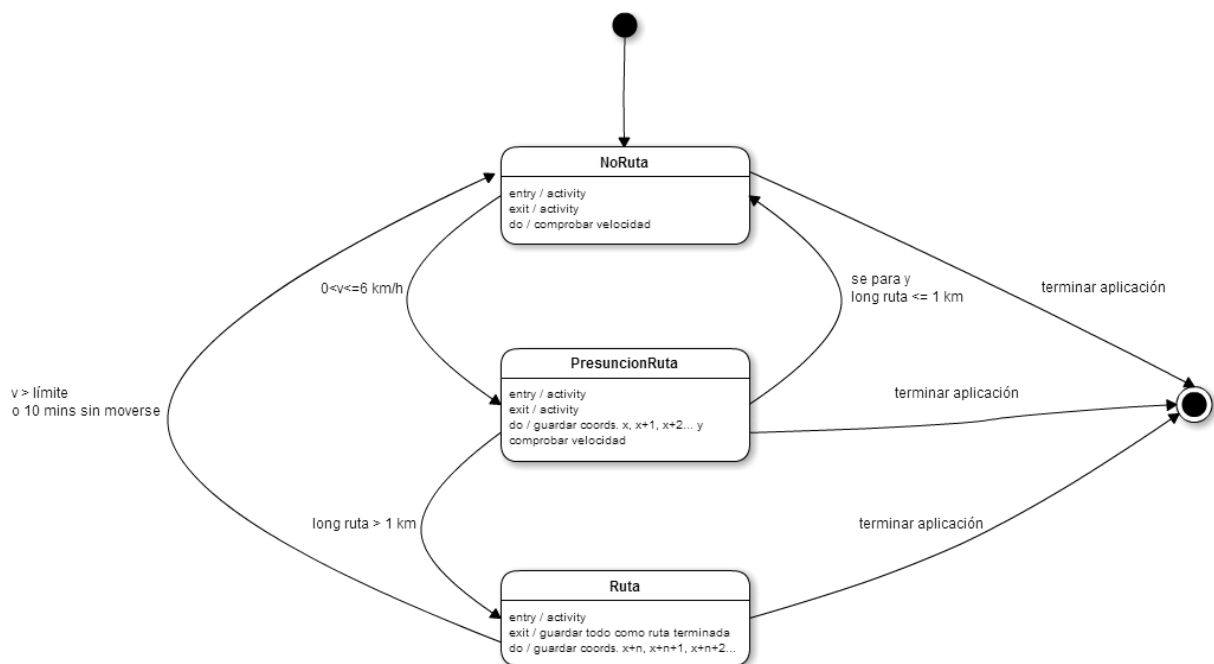 NoRuta
entry / activity
exit / activity
do / comprobar velocidad
0<v<=6 km/h
se para y
long ruta <= 1 km
terminar aplicación
PresuncionRuta
entry / activity
exit / activity
do / guardar coords. x, x+1, x+2... y
comprobar velocidad
terminar aplicación
v > límite
o 10 mins sin moverse
long ruta > 1 km
terminar aplicación
Ruta
entry / activity
exit / guardar todo como ruta terminada
do / guardar coords. x+n, x+n+1, x+n+2...